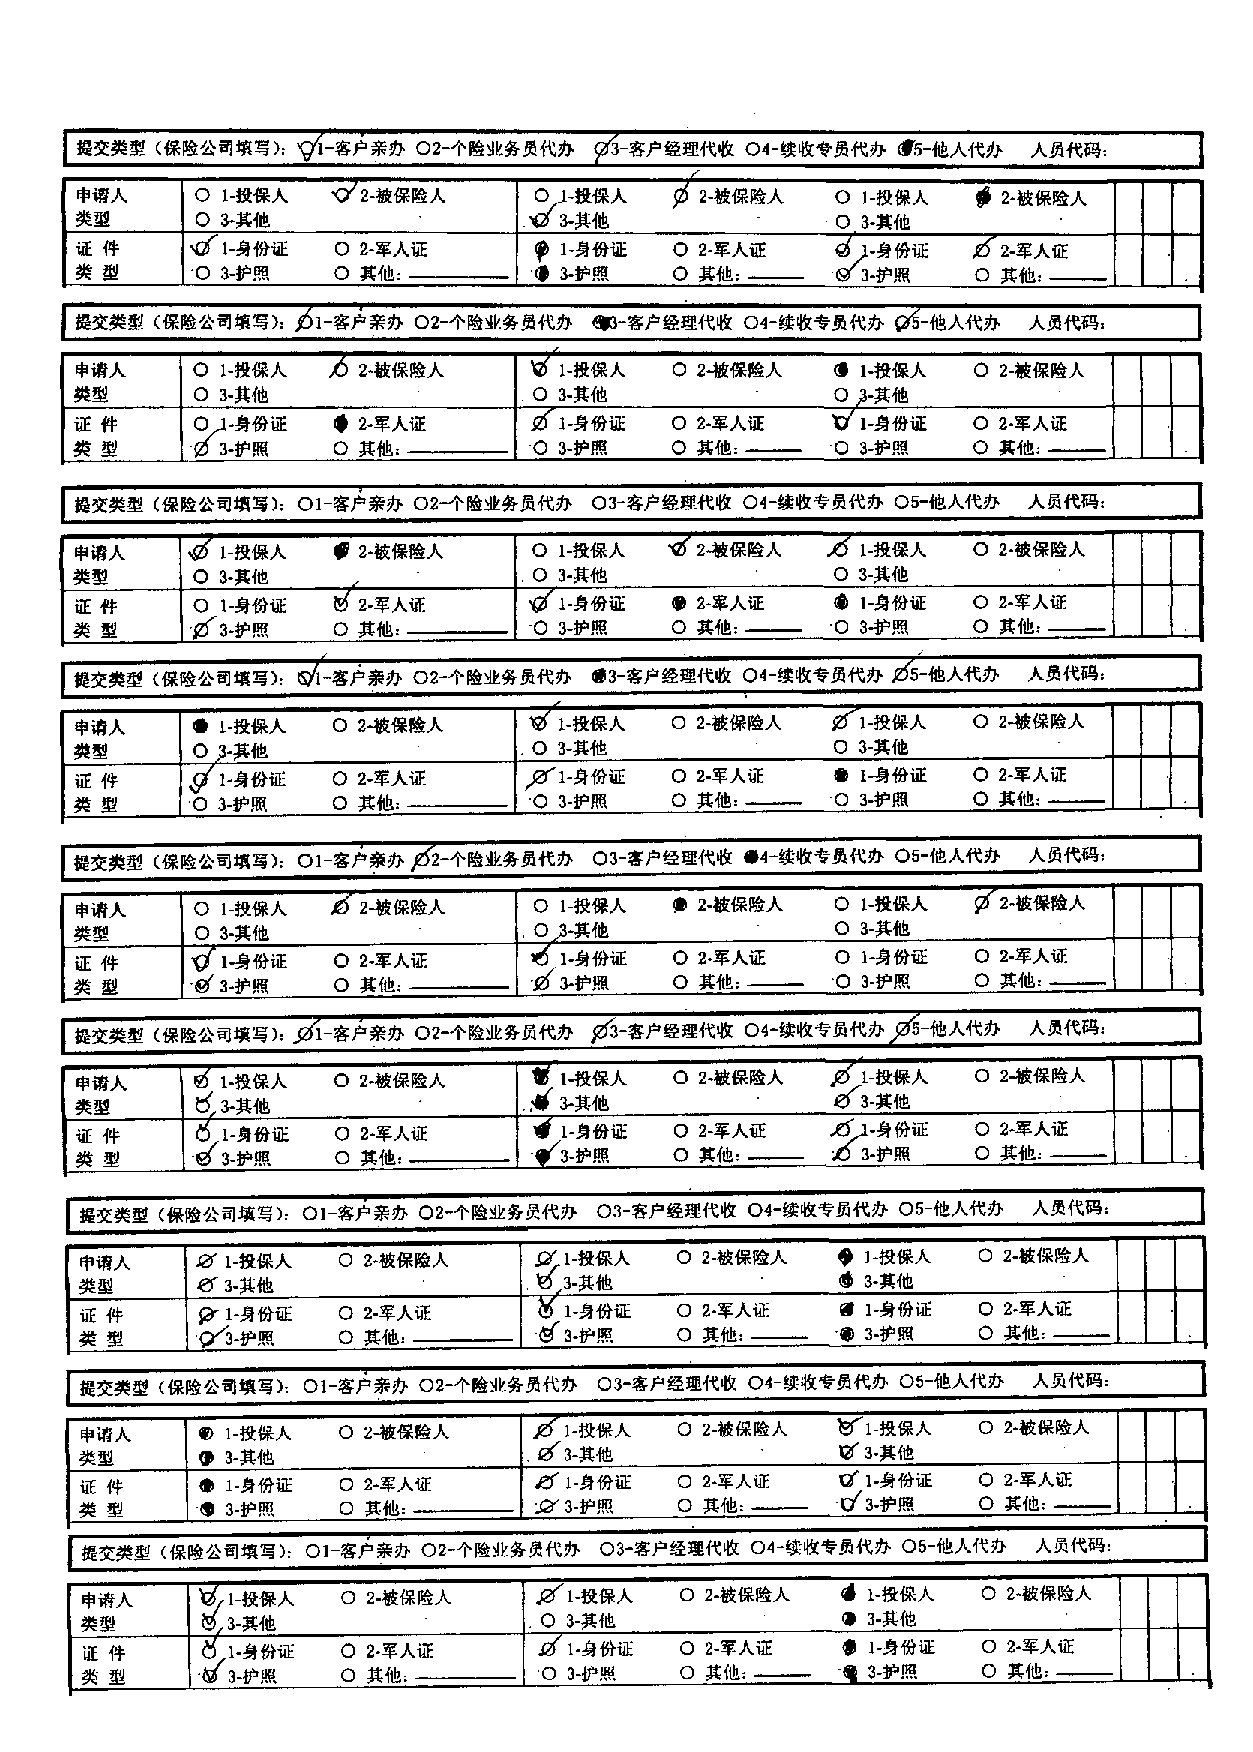 提交类型（保险公司填写）：○1-客户亲办 ○2-个险业务员代办 ○3-客户经理代收 ○4-续收专员代办 ○5-他人代办 人员代码：
申请人 ○ 1-投保人 ○ 2-被保险人 ○ 1-投保人 ○ 2-被保险人 ○ 1-投保人 ○ 2-被保险人
类型 ○ 3-其他 ○ 3-其他 ○ 3-其他
证 件 ○ 1-身份证 ○ 2-军人证 ○ 1-身份证 ○ 2-军人证 ○ 1-身份证 ○ 2-军人证
类 型 ○ 3-护照 ○ 其他： ○ 3-护照 ○ 其他： ○ 3-护照 ○ 其他：
提交类型（保险公司填写）：○1-客户亲办 ○2-个险业务员代办 ○3-客户经理代收 ○4-续收专员代办 ○5-他人代办 人员代码：
申请人 ○ 1-投保人 ○ 2-被保险人 ○ 1-投保人 ○ 2-被保险人 ○ 1-投保人 ○ 2-被保险人
类型 ○ 3-其他 ○ 3-其他 ○ 3-其他
证 件 ○ 1-身份证 ○ 2-军人证 ○ 1-身份证 ○ 2-军人证 ○ 1-身份证 ○ 2-军人证
类 型 ○ 3-护照 ○ 其他： ○ 3-护照 ○ 其他： ○ 3-护照 ○ 其他：
提交类型（保险公司填写）：○1-客户亲办 ○2-个险业务员代办 ○3-客户经理代收 ○4-续收专员代办 ○5-他人代办 人员代码：
申请人 ○ 1-投保人 ○ 2-被保险人 ○ 1-投保人 ○ 2-被保险人 ○ 1-投保人 ○ 2-被保险人
类型 ○ 3-其他 ○ 3-其他 ○ 3-其他
证 件 ○ 1-身份证 ○ 2-军人证 ○ 1-身份证 ○ 2-军人证 ○ 1-身份证 ○ 2-军人证
类 型 ○ 3-护照 ○ 其他： ○ 3-护照 ○ 其他： ○ 3-护照 ○ 其他：
提交类型（保险公司填写）：○1-客户亲办 ○2-个险业务员代办 ○3-客户经理代收 ○4-续收专员代办 ○5-他人代办 人员代码：
申请人 ○ 1-投保人 ○ 2-被保险人 ○ 1-投保人 ○ 2-被保险人 ○ 1-投保人 ○ 2-被保险人
类型 ○ 3-其他 ○ 3-其他 ○ 3-其他
证 件 ○ 1-身份证 ○ 2-军人证 ○ 1-身份证 ○ 2-军人证 ○ 1-身份证 ○ 2-军人证
类 型 ○ 3-护照 ○ 其他： ○ 3-护照 ○ 其他： ○ 3-护照 ○ 其他：
提交类型（保险公司填写）：○1-客户亲办 ○2-个险业务员代办 ○3-客户经理代收 ○4-续收专员代办 ○5-他人代办 人员代码：
申请人 ○ 1-投保人 ○ 2-被保险人 ○ 1-投保人 ○ 2-被保险人 ○ 1-投保人 ○ 2-被保险人
类型 ○ 3-其他 ○ 3-其他 ○ 3-其他
证 件 ○ 1-身份证 ○ 2-军人证 ○ 1-身份证 ○ 2-军人证 ○ 1-身份证 ○ 2-军人证
类 型 ○ 3-护照 ○ 其他： ○ 3-护照 ○ 其他： ○ 3-护照 ○ 其他：
提交类型（保险公司填写）：○1-客户亲办 ○2-个险业务员代办 ○3-客户经理代收 ○4-续收专员代办 ○5-他人代办 人员代码：
申请人 ○ 1-投保人 ○ 2-被保险人 ○ 1-投保人 ○ 2-被保险人 ○ 1-投保人 ○ 2-被保险人
类型 ○ 3-其他 ○ 3-其他 ○ 3-其他
证 件 ○ 1-身份证 ○ 2-军人证 ○ 1-身份证 ○ 2-军人证 ○ 1-身份证 ○ 2-军人证
类 型 ○ 3-护照 ○ 其他： ○ 3-护照 ○ 其他： ○ 3-护照 ○ 其他：
提交类型（保险公司填写）：○1-客户亲办 ○2-个险业务员代办 ○3-客户经理代收 ○4-续收专员代办 ○5-他人代办 人员代码：
申请人 ○ 1-投保人 ○ 2-被保险人 ○ 1-投保人 ○ 2-被保险人 ○ 1-投保人 ○ 2-被保险人
类型 ○ 3-其他 ○ 3-其他 ○ 3-其他
证 件 ○ 1-身份证 ○ 2-军人证 ○ 1-身份证 ○ 2-军人证 ○ 1-身份证 ○ 2-军人证
类 型 ○ 3-护照 ○ 其他： ○ 3-护照 ○ 其他： ○ 3-护照 ○ 其他：
提交类型（保险公司填写）：○1-客户亲办 ○2-个险业务员代办 ○3-客户经理代收 ○4-续收专员代办 ○5-他人代办 人员代码：
申请人 ○ 1-投保人 ○ 2-被保险人 ○ 1-投保人 ○ 2-被保险人 ○ 1-投保人 ○ 2-被保险人
类型 ○ 3-其他 ○ 3-其他 ○ 3-其他
证 件 ○ 1-身份证 ○ 2-军人证 ○ 1-身份证 ○ 2-军人证 ○ 1-身份证 ○ 2-军人证
类 型 ○ 3-护照 ○ 其他： ○ 3-护照 ○ 其他： ○ 3-护照 ○ 其他：
提交类型（保险公司填写）：○1-客户亲办 ○2-个险业务员代办 ○3-客户经理代收 ○4-续收专员代办 ○5-他人代办 人员代码：
申请人 ○ 1-投保人 ○ 2-被保险人 ○ 1-投保人 ○ 2-被保险人 ○ 1-投保人 ○ 2-被保险人
类型 ○ 3-其他 ○ 3-其他 ○ 3-其他
证 件 ○ 1-身份证 ○ 2-军人证 ○ 1-身份证 ○ 2-军人证 ○ 1-身份证 ○ 2-军人证
类 型 ○ 3-护照 ○ 其他： ○ 3-护照 ○ 其他： ○ 3-护照 ○ 其他：